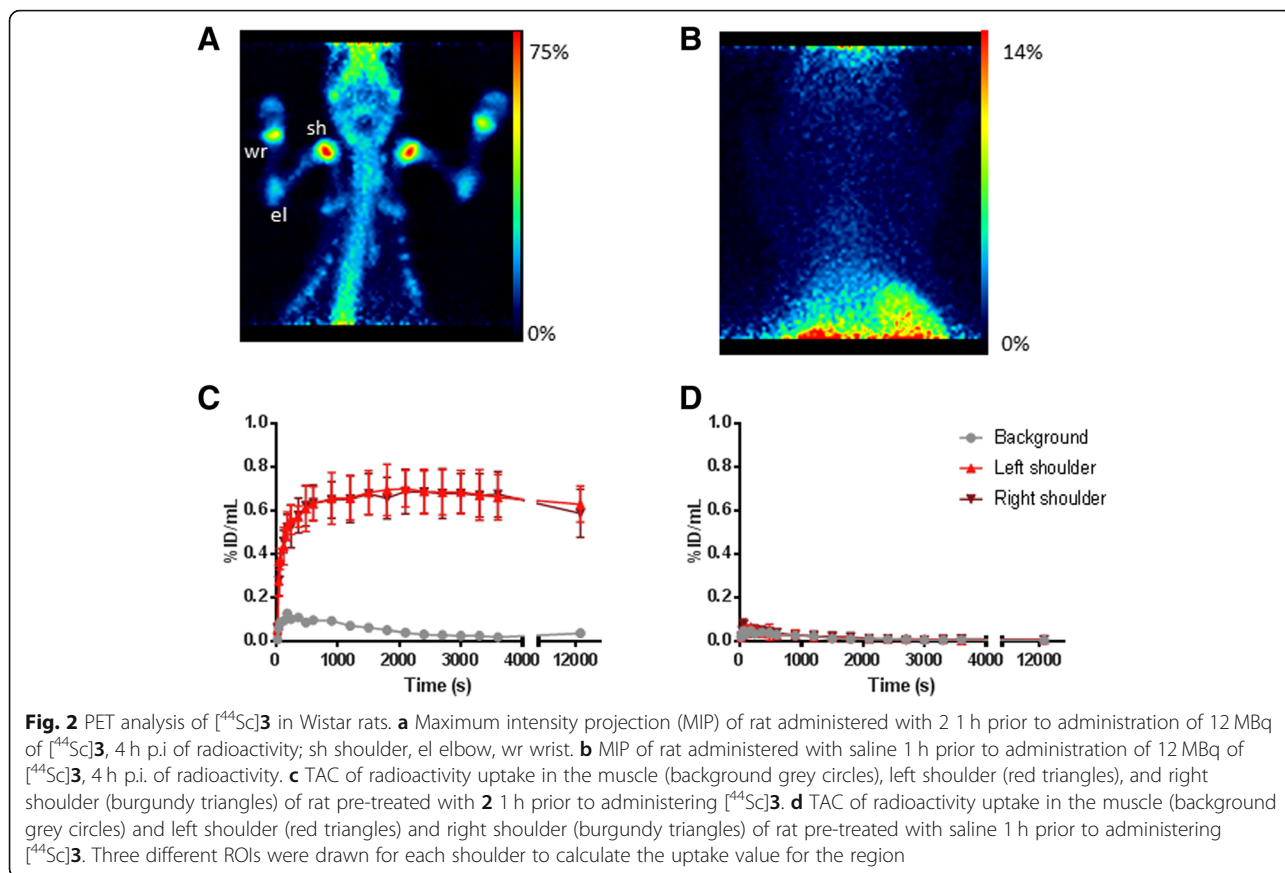 A
75%
sh
wr
el
0%
B
14%
0%
C
1.0
0.8
0.6
0.4
0.2
0.0
% ID/mL
0 1000 2000 3000 4000 12000
Time (s)
D
1.0
0.8
0.6
0.4
0.2
0.0
% ID/mL
0 1000 2000 3000 4000 12000
Time (s)
Background
Left shoulder
Right shoulder
Fig. 2 PET analysis of [⁴⁴Sc]3 in Wistar rats. a Maximum intensity projection (MIP) of rat administered with 2 1 h prior to administration of 12 MBq
of [⁴⁴Sc]3, 4 h p.i of radioactivity; sh shoulder, el elbow, wr wrist. b MIP of rat administered with saline 1 h prior to administration of 12 MBq of
[⁴⁴Sc]3, 4 h p.i. of radioactivity. c TAC of radioactivity uptake in the muscle (background grey circles), left shoulder (red triangles), and right
shoulder (burgundy triangles) of rat pre-treated with 2 1 h prior to administering [⁴⁴Sc]3. d TAC of radioactivity uptake in the muscle (background
grey circles) and left shoulder (red triangles) and right shoulder (burgundy triangles) of rat pre-treated with saline 1 h prior to administering
[⁴⁴Sc]3. Three different ROIs were drawn for each shoulder to calculate the uptake value for the region